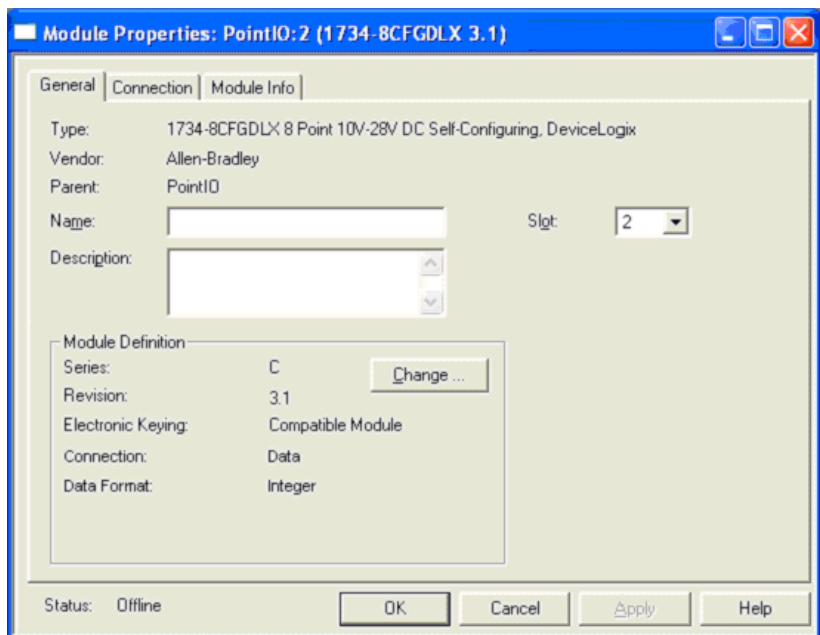 Module Properties: PointIO:2 (1734-8CFGDLX 3.1)
General Connection Module Info
Type: 1734-8CFGDLX 8 Point 10V-28V DC Self-Configuring, DeviceLogix
Vendor: Allen-Bradley
Parent: PointIO
Name: Slot: 2
Description:
Module Definition
Series: C Change ...
Revision: 3.1
Electronic Keying: Compatible Module
Connection: Data
Data Format: Integer
Status: Offline OK Cancel Apply Help